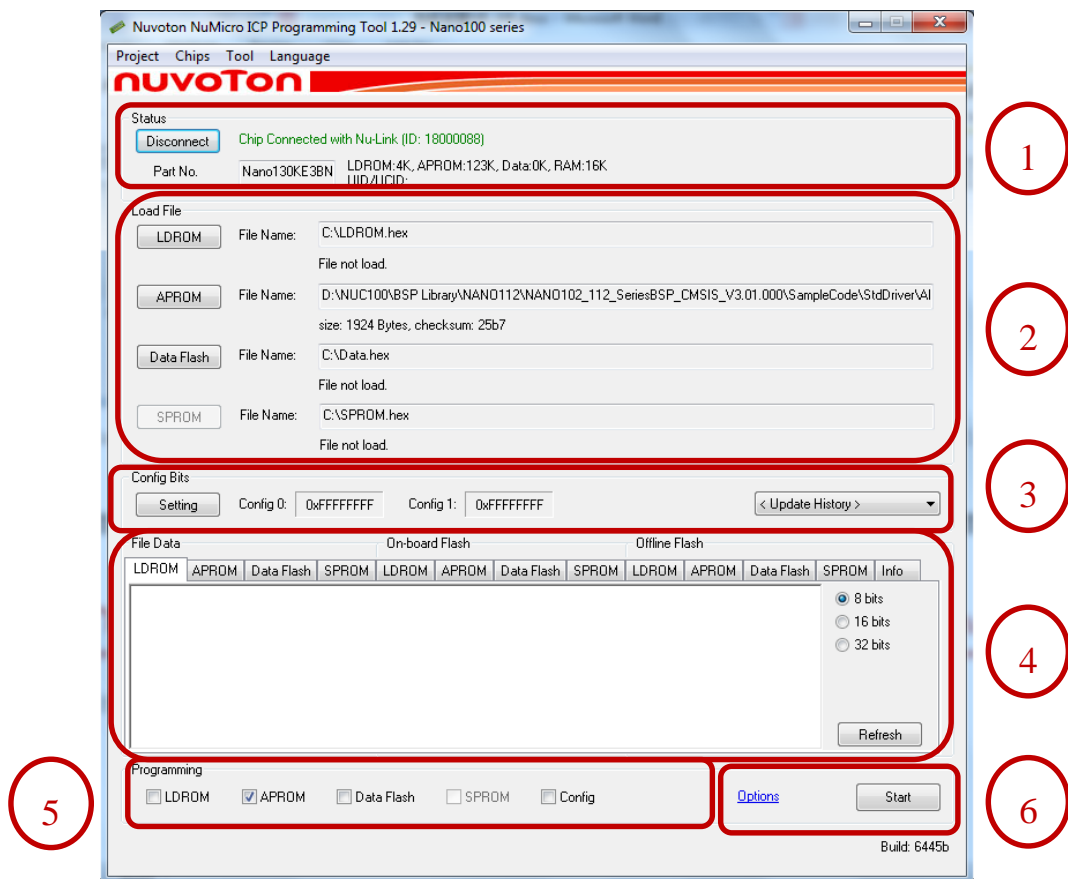 Nuvoton NuMicro ICP Programming Tool 1.29 - Nano100 series
Project Chips Tool Language
nuvoTon
Status
Disconnect Chip Connected with Nu-Link (ID: 18000088)
Part No. Nano130KE3BN LDROM:4K, APROM:123K, Data:0K, RAM:16K
UID/UCID:
1
Load File
LDROM File Name: C:\LDROM.hex
File not load.
APROM File Name: D:\NUC100\BSP Library\NANO112\NANO102_112_SeriesBSP_CMSIS_V3.01.000\SampleCode\StdDriver\AI
size: 1924 Bytes, checksum: 25b7
2
Data Flash File Name: C:\Data.hex
File not load.
SPROM File Name: C:\SPROM.hex
File not load.
Config Bits
Setting Config 0: 0xFFFFFFFF Config 1: 0xFFFFFFFF < Update History >
3
File Data On-board Flash Offline Flash
LDROM APROM Data Flash SPROM LDROM APROM Data Flash SPROM LDROM APROM Data Flash SPROM Info
8 bits
16 bits
32 bits
4
Refresh
Programming
LDROM APROM Data Flash SPROM Config Options Start
5
6
Build: 6445b